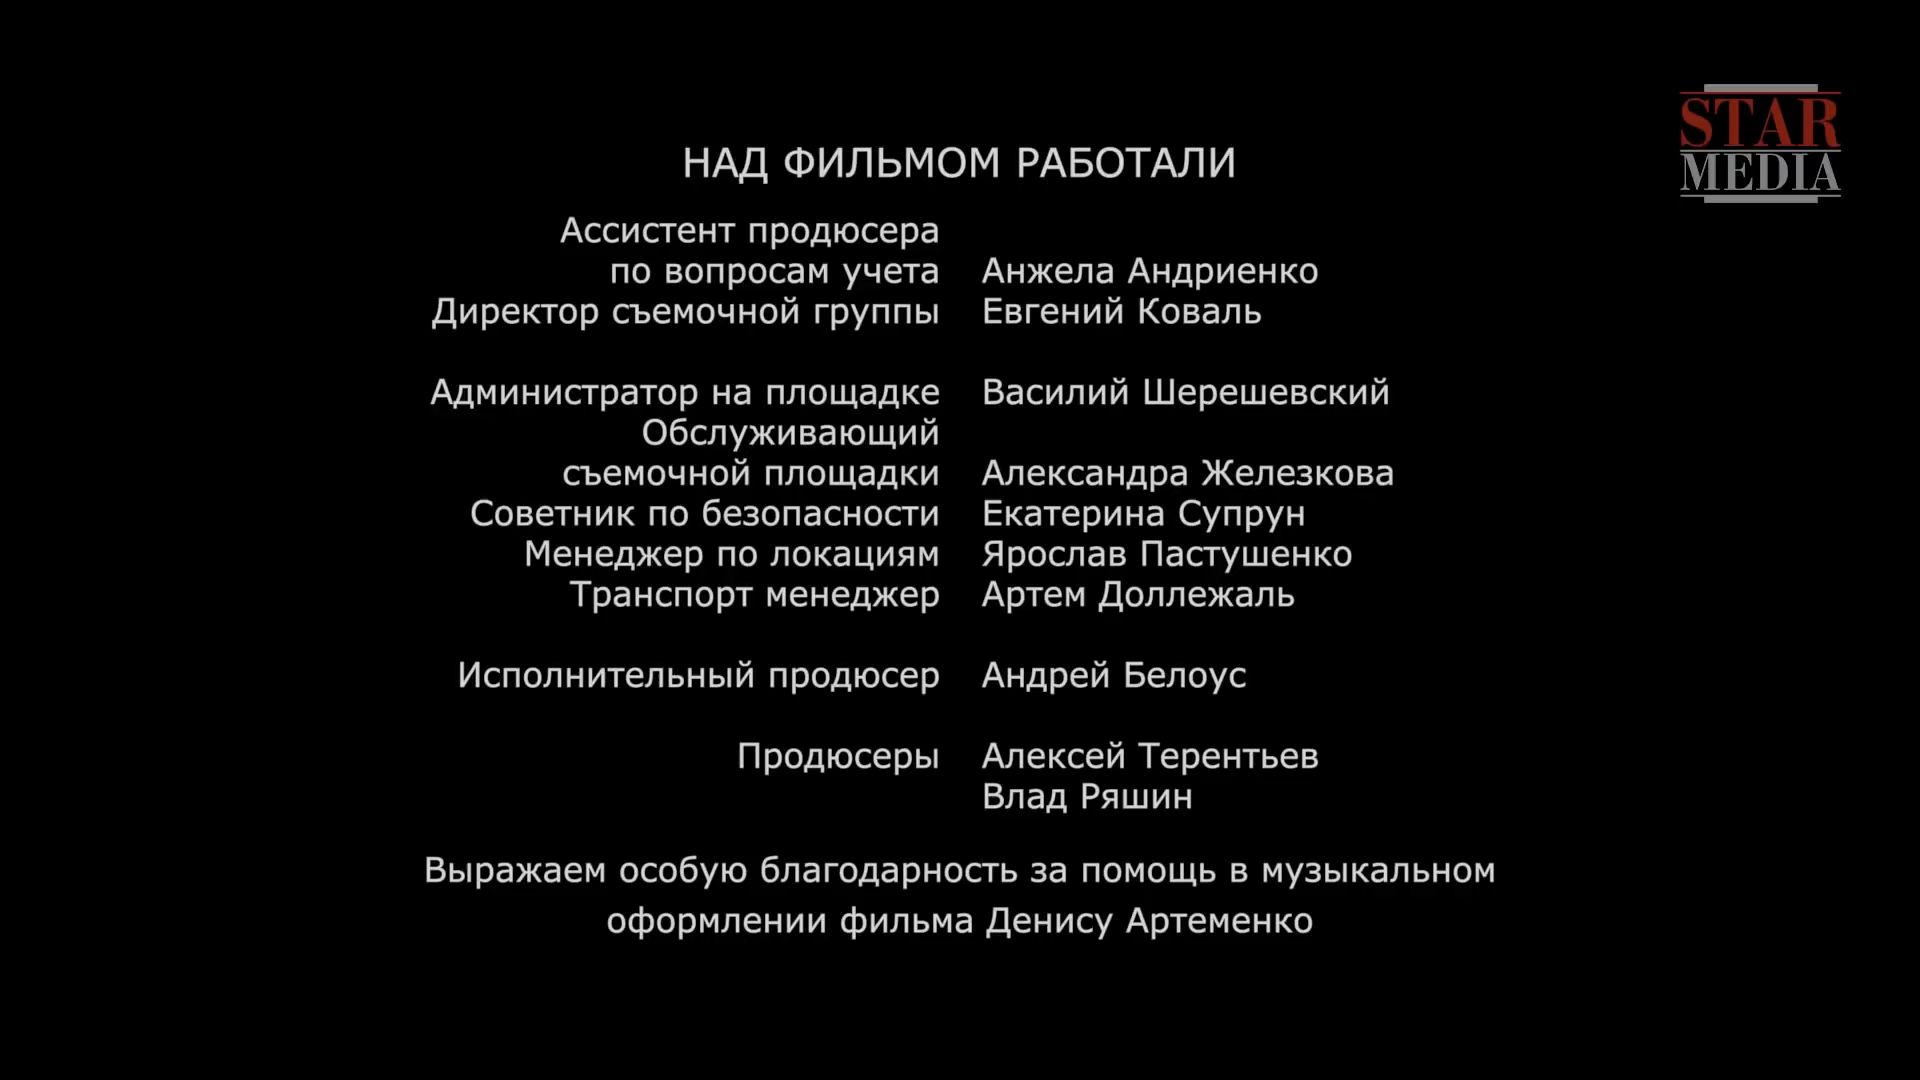 STAR
MEDIA
НАД ФИЛЬМОМ РАБОТАЛИ
Ассистент продюсера
по вопросам учета Анжела Андриенко
Директор съемочной группы Евгений Коваль
Администратор на площадке Василий Шерешевский
Обслуживающий
съемочной площадки Александра Железкова
Советник по безопасности Екатерина Супрун
Менеджер по локациям Ярослав Пастушенко
Транспорт менеджер Артем Доллежаль
Исполнительный продюсер Андрей Белоус
Продюсеры Алексей Терентьев
Влад Ряшин
Выражаем особую благодарность за помощь в музыкальном
оформлении фильма Денису Артеменко